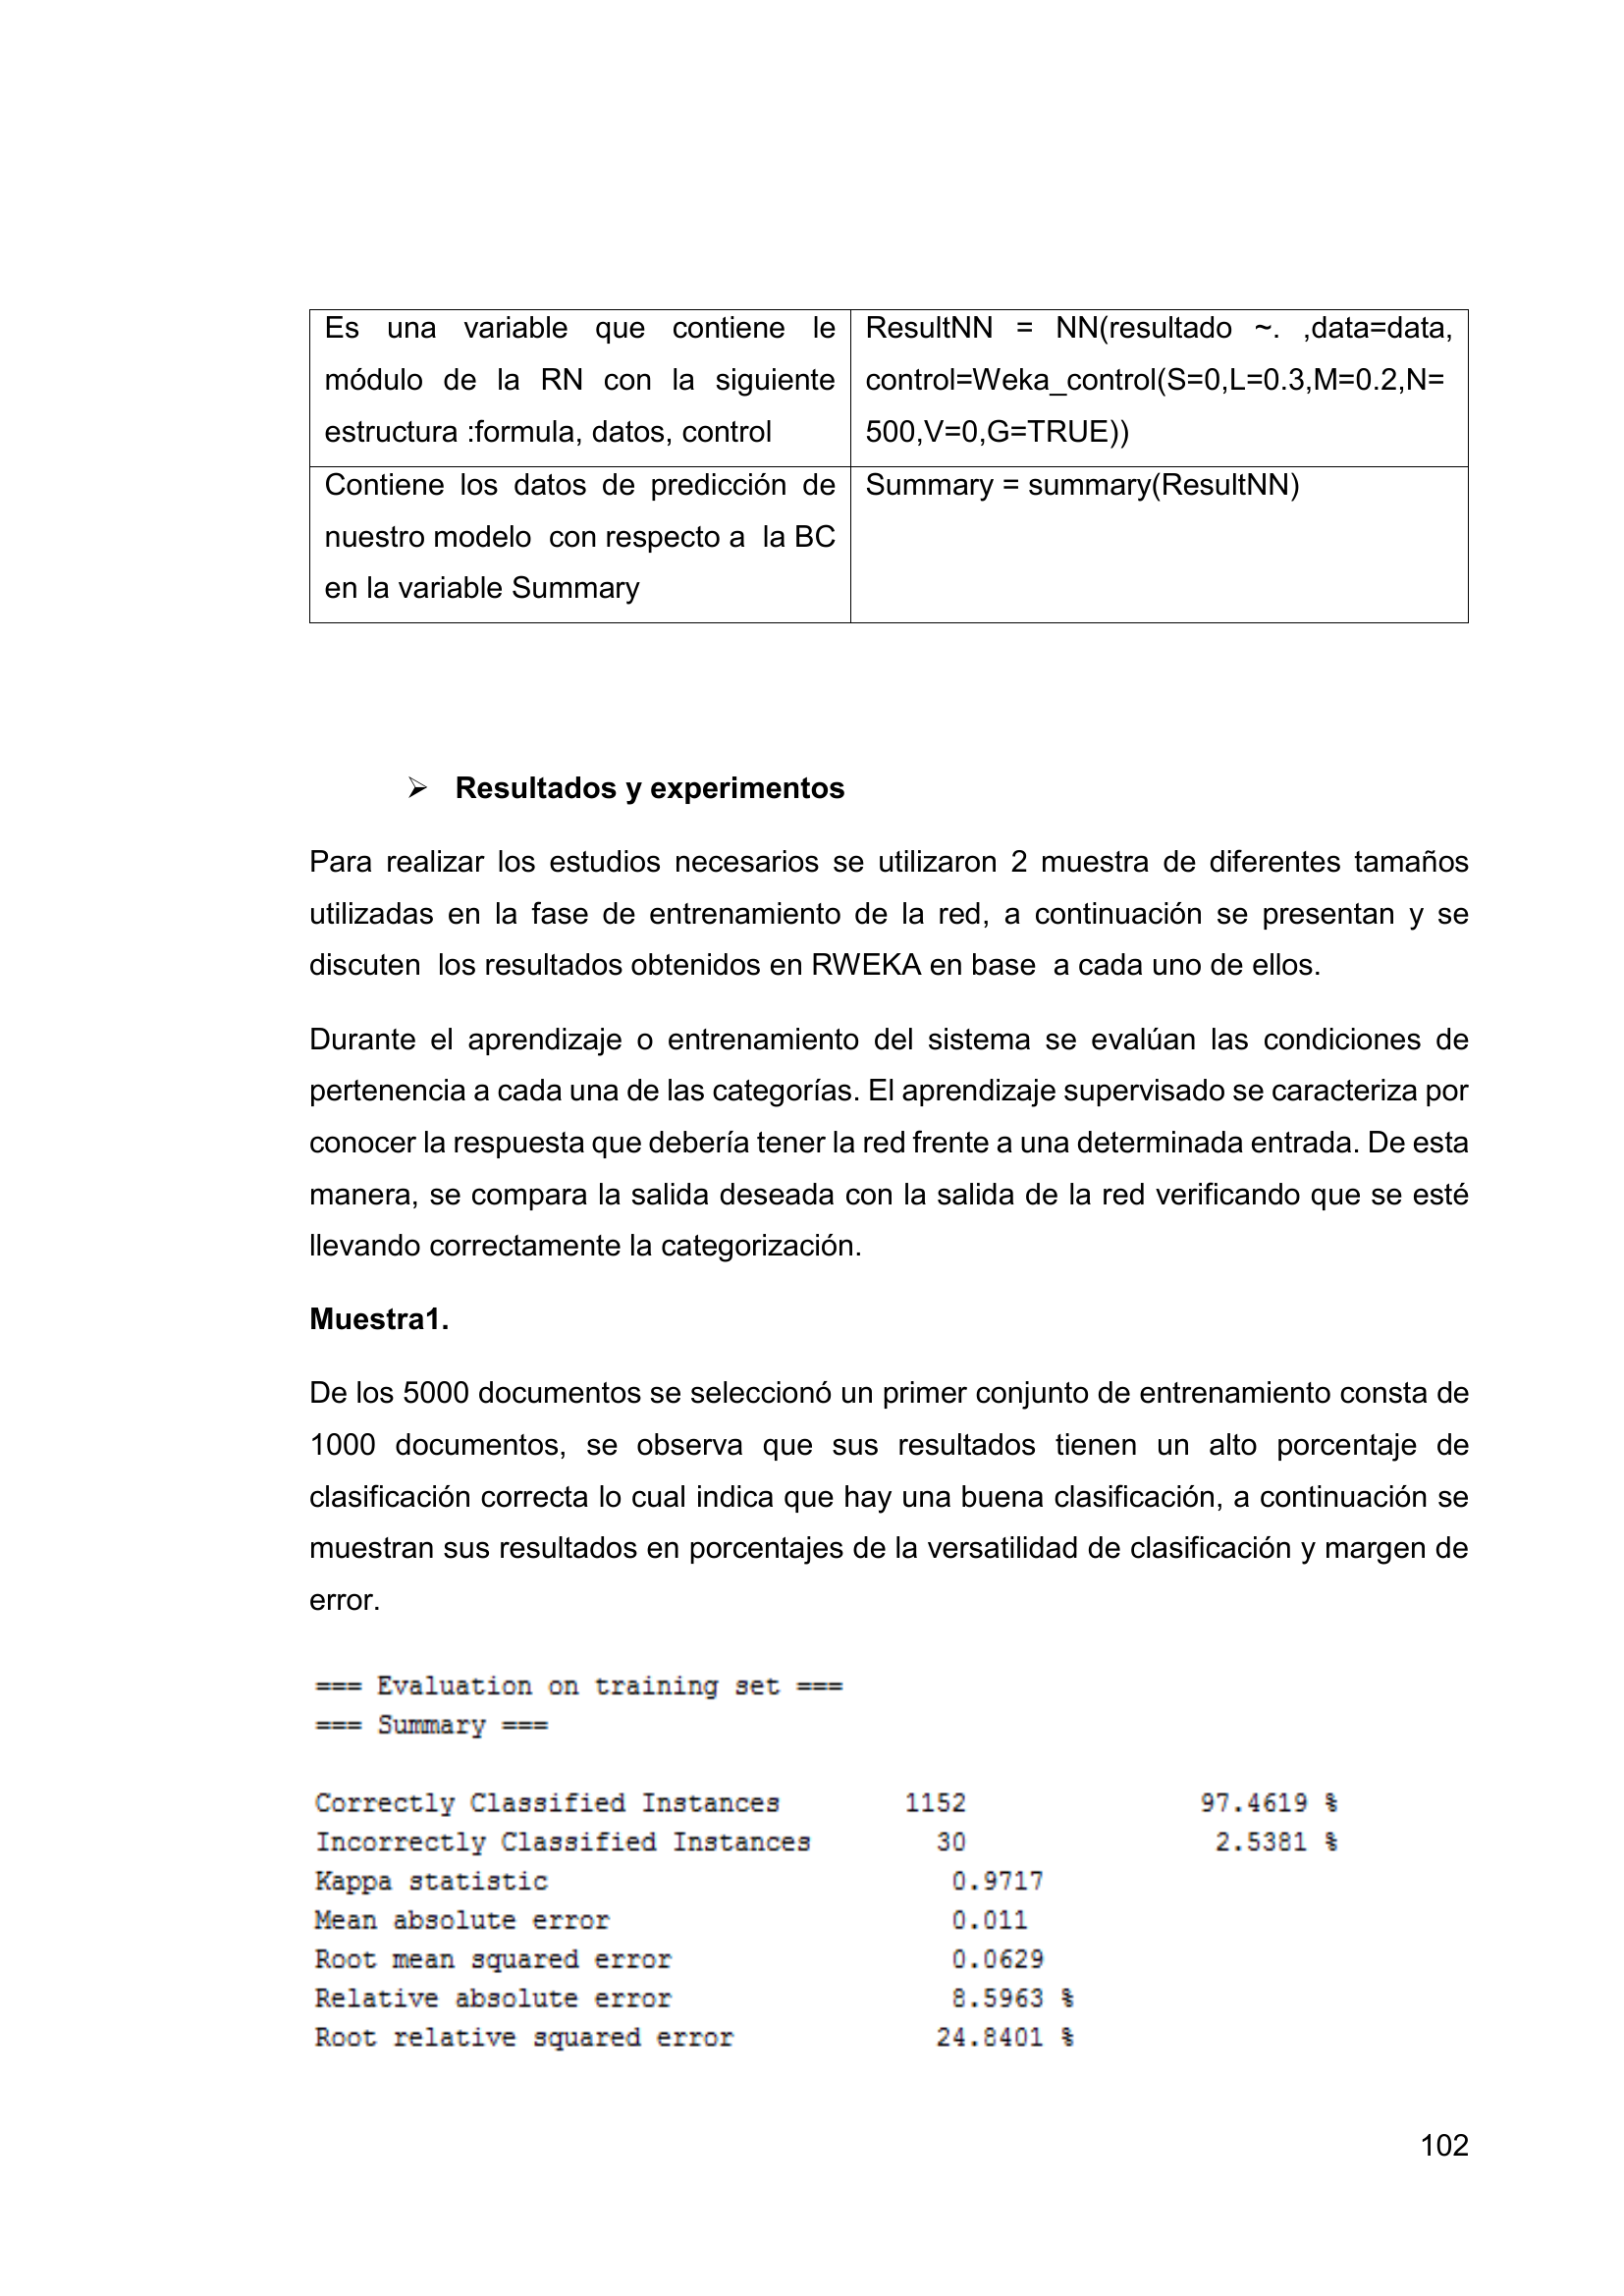 Es una variable que contiene le
módulo de la RN con la siguiente
estructura :formula, datos, control
ResultNN = NN(resultado ~. ,data=data,
control=Weka_control(S=0,L=0.3,M=0.2,N=
500,V=0,G=TRUE))
Contiene los datos de predicción de
nuestro modelo con respecto a la BC
en la variable Summary
Summary = summary(ResultNN)
➢ Resultados y experimentos
Para realizar los estudios necesarios se utilizaron 2 muestra de diferentes tamaños
utilizadas en la fase de entrenamiento de la red, a continuación se presentan y se
discuten los resultados obtenidos en RWEKA en base a cada uno de ellos.
Durante el aprendizaje o entrenamiento del sistema se evalúan las condiciones de
pertenencia a cada una de las categorías. El aprendizaje supervisado se caracteriza por
conocer la respuesta que debería tener la red frente a una determinada entrada. De esta
manera, se compara la salida deseada con la salida de la red verificando que se esté
llevando correctamente la categorización.
Muestra1.
De los 5000 documentos se seleccionó un primer conjunto de entrenamiento consta de
1000 documentos, se observa que sus resultados tienen un alto porcentaje de
clasificación correcta lo cual indica que hay una buena clasificación, a continuación se
muestran sus resultados en porcentajes de la versatilidad de clasificación y margen de
error.
=== Evaluation on training set ===
=== Summary ===
Correctly Classified Instances 1152 97.4619 %
Incorrectly Classified Instances 30 2.5381 %
Kappa statistic 0.9717
Mean absolute error 0.011
Root mean squared error 0.0629
Relative absolute error 8.5963 %
Root relative squared error 24.8401 %
102